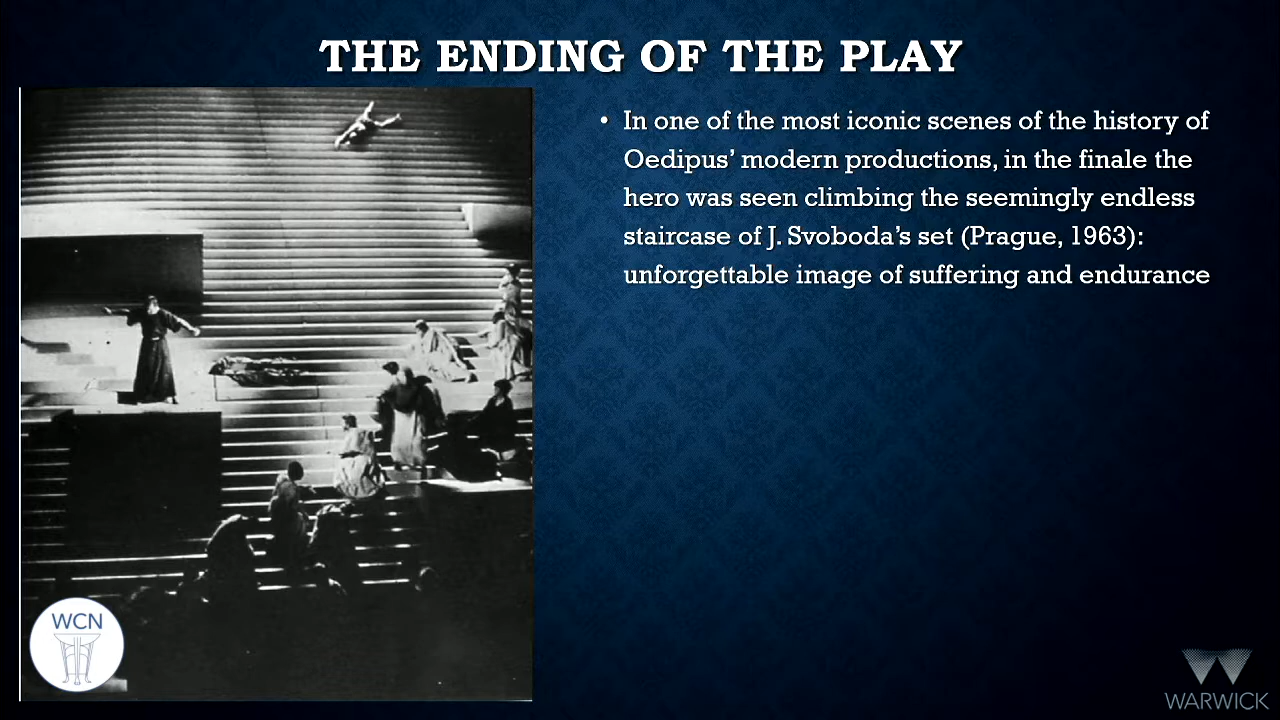 THE ENDING OF THE PLAY
• In one of the most iconic scenes of the history of
Oedipus’ modern productions, in the finale the
hero was seen climbing the seemingly endless
staircase of J. Svoboda’s set (Prague, 1963):
unforgettable image of suffering and endurance
WCN
WARWICK